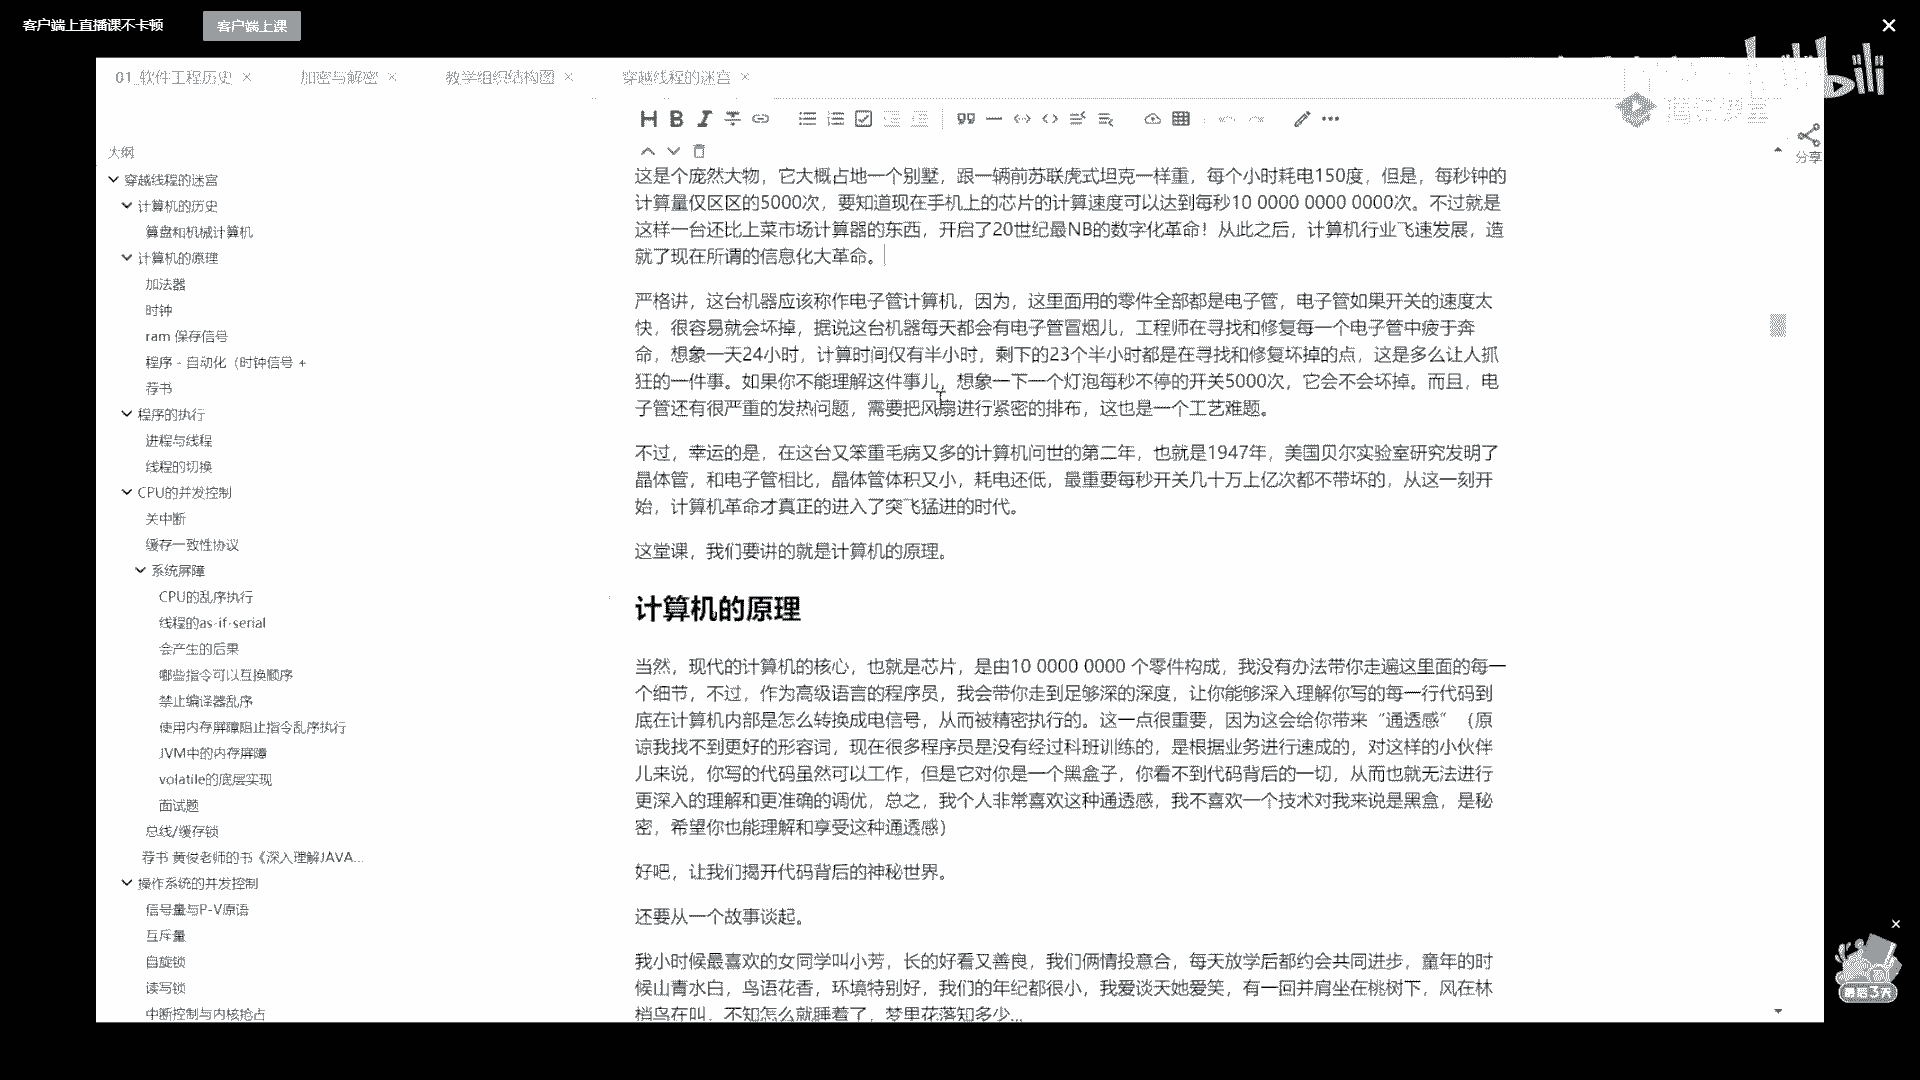 客户端上直播课不卡顿
客户端上课
bilibili
腾讯课堂
01_软件工程历史
加密与解密
教学组织结构图
穿越线程的迷宫
分享
大纲
穿越线程的迷宫
计算机的历史
算盘和机械计算机
计算机的原理
加法器
时钟
ram 保存信号
程序 - 自动化（时钟信号 +
荐书
程序的执行
进程与线程
线程的切换
CPU的并发控制
关中断
缓存一致性协议
系统屏障
CPU的乱序执行
线程的as-if-serial
会产生的后果
哪些指令可以互换顺序
禁止编译器乱序
使用内存屏障阻止指令乱序执行
JVM中的内存屏障
volatile的底层实现
面试题
总线/缓存锁
荐书 黄俊老师的书《深入理解JAVA...
操作系统的并发控制
信号量与P-V原语
互斥量
自旋锁
读写锁
中断控制与内核抢占
这是个庞然大物，它大概占地一个别墅，跟一辆前苏联虎式坦克一样重，每个小时耗电150度，但是，每秒钟的
计算量仅区区的5000次，要知道现在手机上的芯片的计算速度可以达到每秒10 0000 0000 0000次。不过就是
这样一台还比上菜市场计算器的东西，开启了20世纪最NB的数字化革命！从此之后，计算机行业飞速发展，造
就了现在所谓的信息化大革命。
严格讲，这台机器应该称作电子管计算机，因为，这里面用的零件全部都是电子管，电子管如果开关的速度太
快，很容易就会坏掉，据说这台机器每天都会有电子管冒烟儿，工程师在寻找和修复每一个电子管中疲于奔
命，想象一天24小时，计算时间仅有半小时，剩下的23个半小时都是在寻找和修复坏掉的点，这是多么让人抓
狂的一件事。如果你不能理解这件事儿，想象一下一个灯泡每秒不停的开关5000次，它会不会坏掉。而且，电
子管还有很严重的发热问题，需要把风扇进行紧密的排布，这也是一个工艺难题。
不过，幸运的是，在这台又笨重毛病又多的计算机问世的第二年，也就是1947年，美国贝尔实验室研究发明了
晶体管，和电子管相比，晶体管体积又小，耗电还低，最重要每秒开关几十万上亿次都不带坏的，从这一刻开
始，计算机革命才真正的进入了突飞猛进的时代。
这堂课，我们要讲的就是计算机的原理。
计算机的原理
当然，现代的计算机的核心，也就是芯片，是由10 0000 0000 个零件构成，我没有办法带你走遍这里面的每一
个细节，不过，作为高级语言的程序员，我会带你走到足够深的深度，让你能够深入理解你写的每一行代码到
底在计算机内部是怎么转换成电信号，从而被精密执行的。这一点很重要，因为这会给你带来“通透感”（原
谅我找不到更好的形容词，现在很多程序员是没有经过科班训练的，是根据业务进行速成的，对这样的小伙伴
儿来说，你写的代码虽然可以工作，但是它对你是一个黑盒子，你看不到代码背后的一切，从而也就无法进行
更深入的理解和更准确的调优，总之，我个人非常喜欢这种通透感，我不喜欢一个技术对我来说是黑盒，是秘
密，希望你也能理解和享受这种通透感）
好吧，让我们揭开代码背后的神秘世界。
还要从一个故事谈起。
我小时候最喜欢的女同学叫小芳，长的好看又善良，我们俩情投意合，每天放学后都约会共同进步，童年的时
候山青水白，鸟语花香，环境特别好，我们的年纪都很小，我爱谈天她爱笑，有一回并肩坐在桃树下，风在林
梢鸟在叫，不知怎么就睡着了，梦里花落知多少...